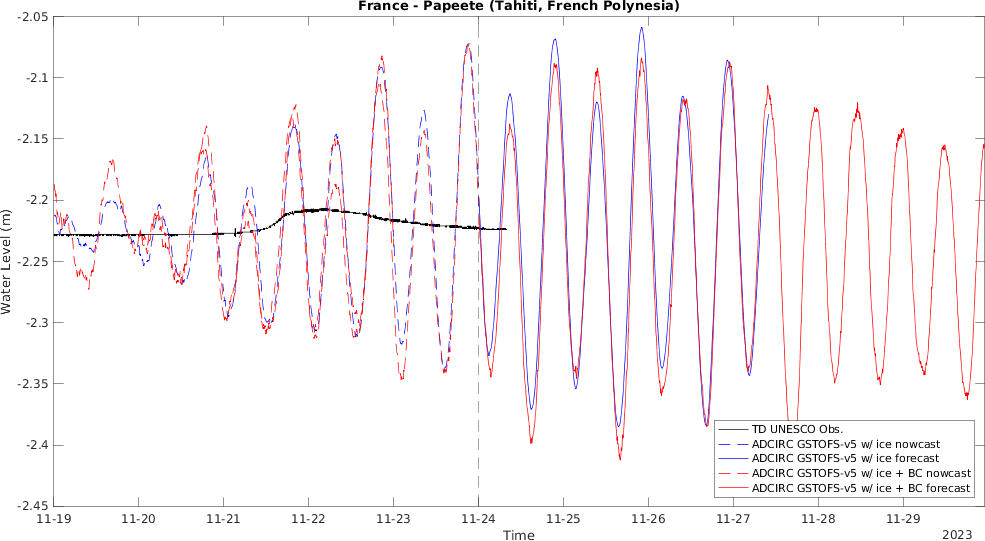 France - Papeete (Tahiti, French Polynesia)
-2.05
-2.1
-2.15
-2.2
-2.25
-2.3
-2.35
-2.4
-2.45
Water Level (m)
TD UNESCO Obs.
ADCIRC GSTOFS-v5 w/ ice nowcast
ADCIRC GSTOFS-v5 w/ ice forecast
ADCIRC GSTOFS-v5 w/ ice + BC nowcast
ADCIRC GSTOFS-v5 w/ ice + BC forecast
11-19 11-20 11-21 11-22 11-23 11-24 11-25 11-26 11-27 11-28 11-29
Time
2023